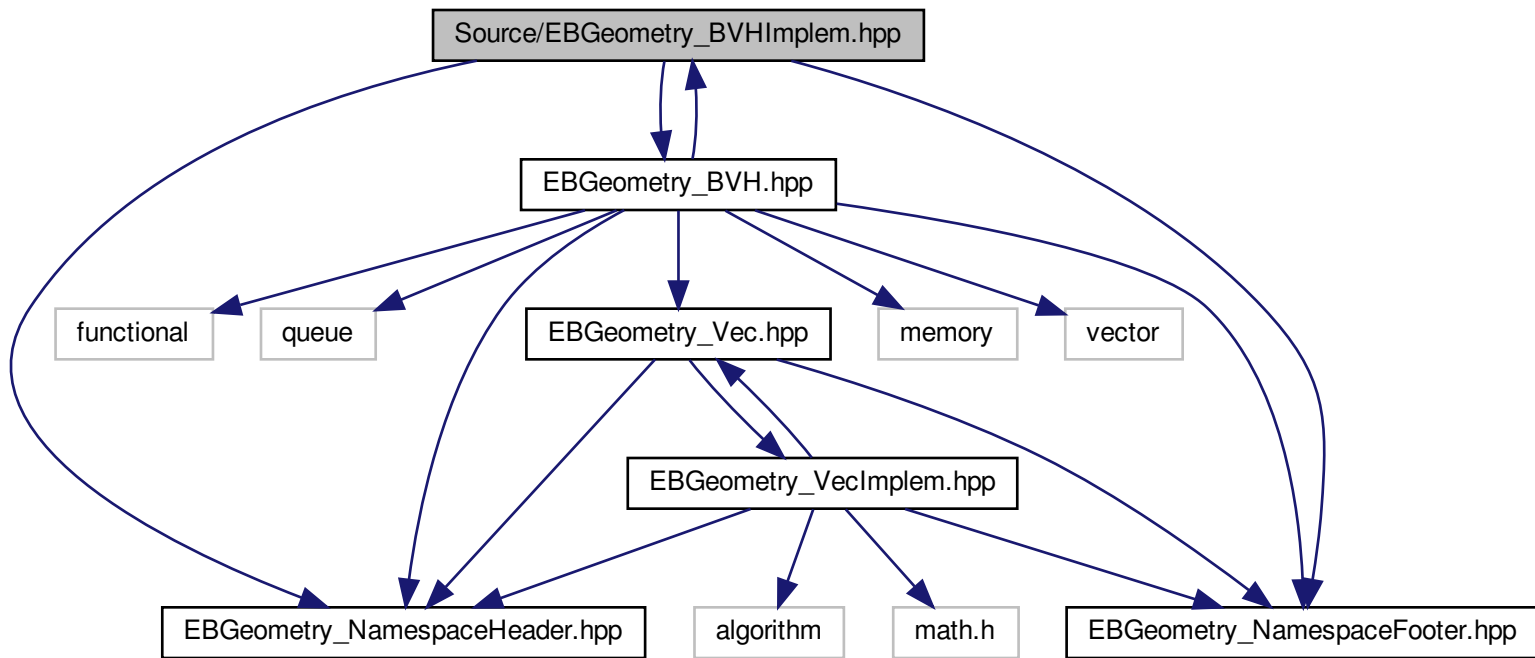 Source/EBGeometry_BVHImplem.hpp
EBGeometry_BVH.hpp
functional
queue
EBGeometry_Vec.hpp
memory
vector
EBGeometry_VecImplem.hpp
EBGeometry_NamespaceHeader.hpp
algorithm
math.h
EBGeometry_NamespaceFooter.hpp